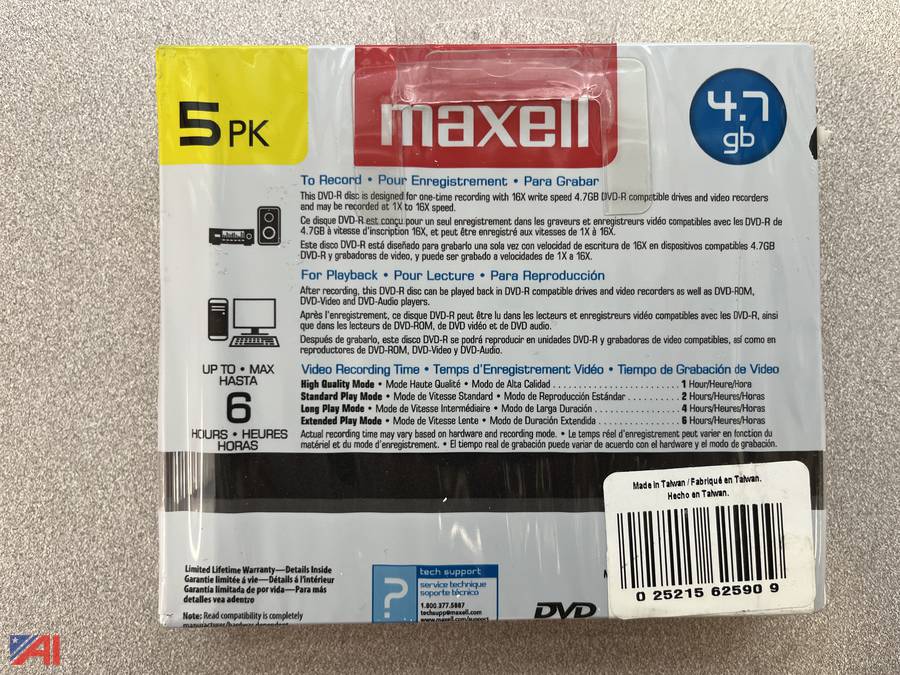 5 PK
maxell
4.7
gb
To Record • Pour Enregistrement • Para Grabar
This DVD-R disc is designed for one-time recording with 16X write speed 4.7GB DVD-R compatible drives and video recorders
and may be recorded at 1X to 16X speed.
Ce disque DVD-R est conçu pour un seul enregistrement dans les graveurs et enregistreurs vidéo compatibles avec les DVD-R de
4.7GB à vitesse d'inscription 16X, et peut être enregistré aux vitesses de 1X à 16X.
Este disco DVD-R está diseñado para grabarlo una sola vez con velocidad de escritura de 16X en dispositivos compatibles 4.7GB
DVD-R y grabadoras de video, y puede ser grabado a velocidades de 1X a 16X.
For Playback • Pour Lecture • Para Reproducción
After recording, this DVD-R disc can be played back in DVD-R compatible drives and video recorders as well as DVD-ROM,
DVD-Video and DVD-Audio players.
Après l'enregistrement, ce disque DVD-R peut être lu dans les lecteurs et enregistreurs vidéo compatibles avec les DVD-R, ainsi
que dans les lecteurs de DVD-ROM, de DVD vidéo et de DVD audio.
Después de grabarlo, este disco DVD-R se podrá reproducir en unidades DVD-R y grabadoras de video compatibles, así como en
reproductores de DVD-ROM, DVD-Video y DVD-Audio.
UP TO • MAX
HASTA
6
HOURS • HEURES
HORAS
Video Recording Time • Temps d'Enregistrement Vidéo • Tiempo de Grabación de Video
High Quality Mode • Mode Haute Qualité • Modo de Alta Calidad . . . . . . . . . . . . . . . . . . . . . . . . 1 Hour/Heure/Hora
Standard Play Mode • Mode de Vitesse Standard • Modo de Reproducción Estándar . . . . . . . . . . 2 Hours/Heures/Horas
Long Play Mode • Mode de Vitesse Intermédiaire • Modo de Larga Duración . . . . . . . . . . . . . . . . 4 Hours/Heures/Horas
Extended Play Mode • Mode de Vitesse Lente • Modo de Duración Extendida . . . . . . . . . . . . . . . 6 Hours/Heures/Horas
Actual recording time may vary based on hardware and recording mode. • Le temps réel d'enregistrement peut varier en fonction du
matériel et du mode d'enregistrement. • El tiempo real de grabación puede variar de acuerdo con el hardware y el modo de grabación.
Made in Taiwan / Fabriqué en Taiwan.
Hecho en Taiwan.
0 25215 62590 9
Limited Lifetime Warranty—Details Inside
Garantie limitée á vie—Détails á l'intérieur
Garantía limitada de por vida—Para más
detalles vea adentro
Note: Read compatibility is completely
manufacturer/hardware dependent.
?
tech support
service technique
soporte técnico
1.800.377.5887
techsupp@maxell.com
www.maxell.com
DVD
AI